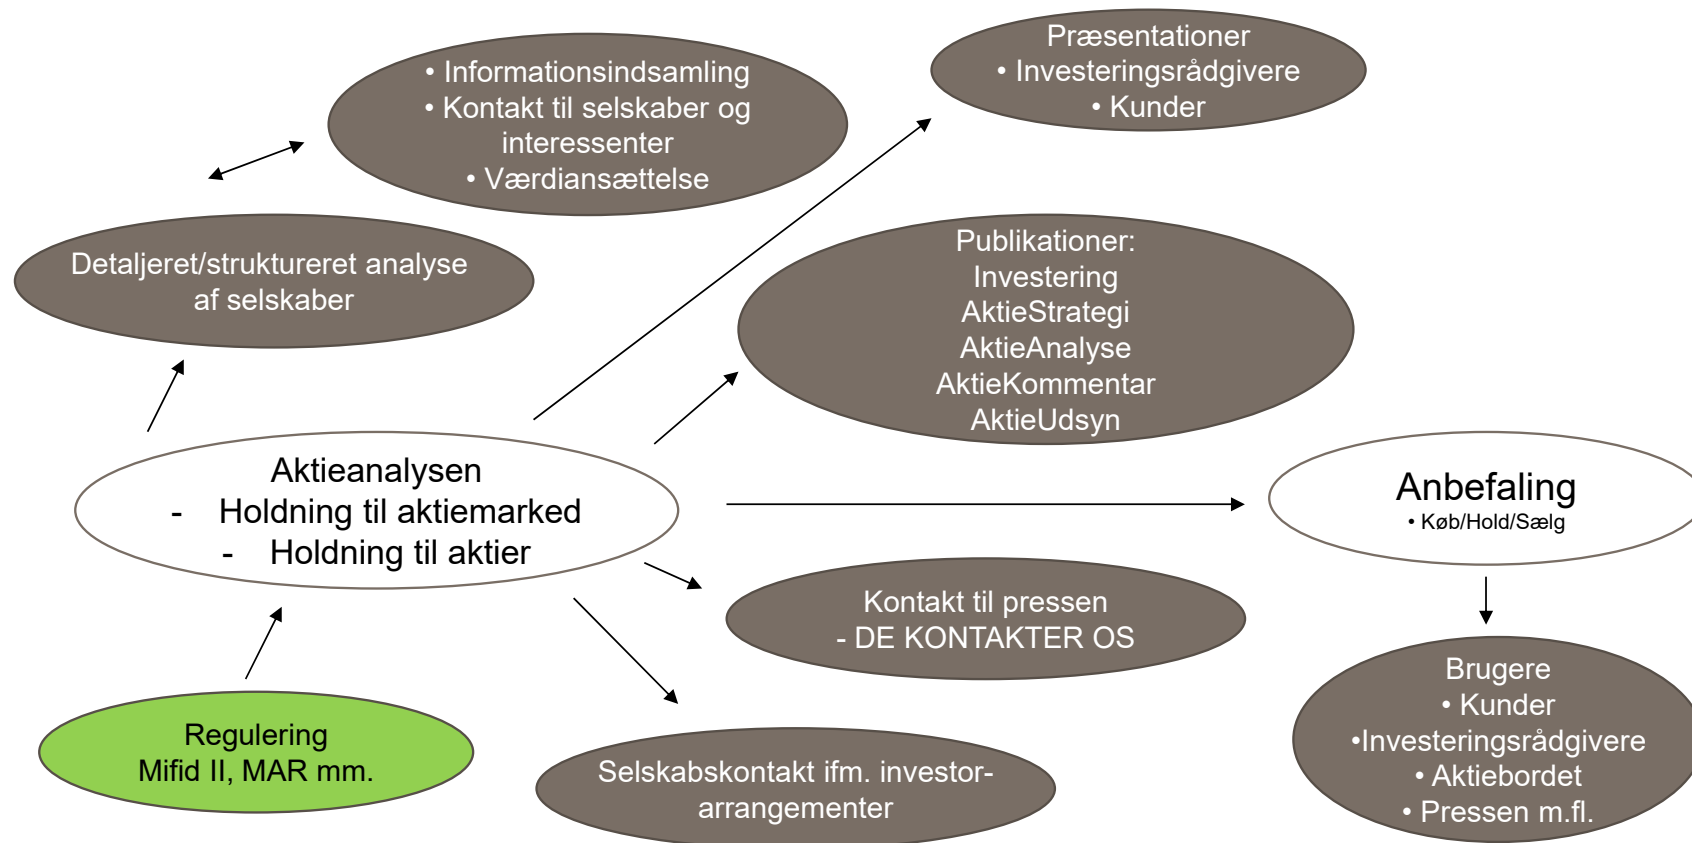 Præsentationer
• Investeringsrådgivere
• Kunder
• Informationsindsamling
• Kontakt til selskaber og
interessenter
• Værdiansættelse
Detaljeret/struktureret analyse
af selskaber
Publikationer:
Investering
AktieStrategi
AktieAnalyse
AktieKommentar
AktieUdsyn
Aktieanalysen
- Holdning til aktiemarked
- Holdning til aktier
Anbefaling
• Køb/Hold/Sælg
Kontakt til pressen
- DE KONTAKTER OS
Regulering
Mifid II, MAR mm.
Selskabskontakt ifm. investor-
arrangementer
Brugere
• Kunder
•Investeringsrådgivere
• Aktiebordet
• Pressen m.fl.